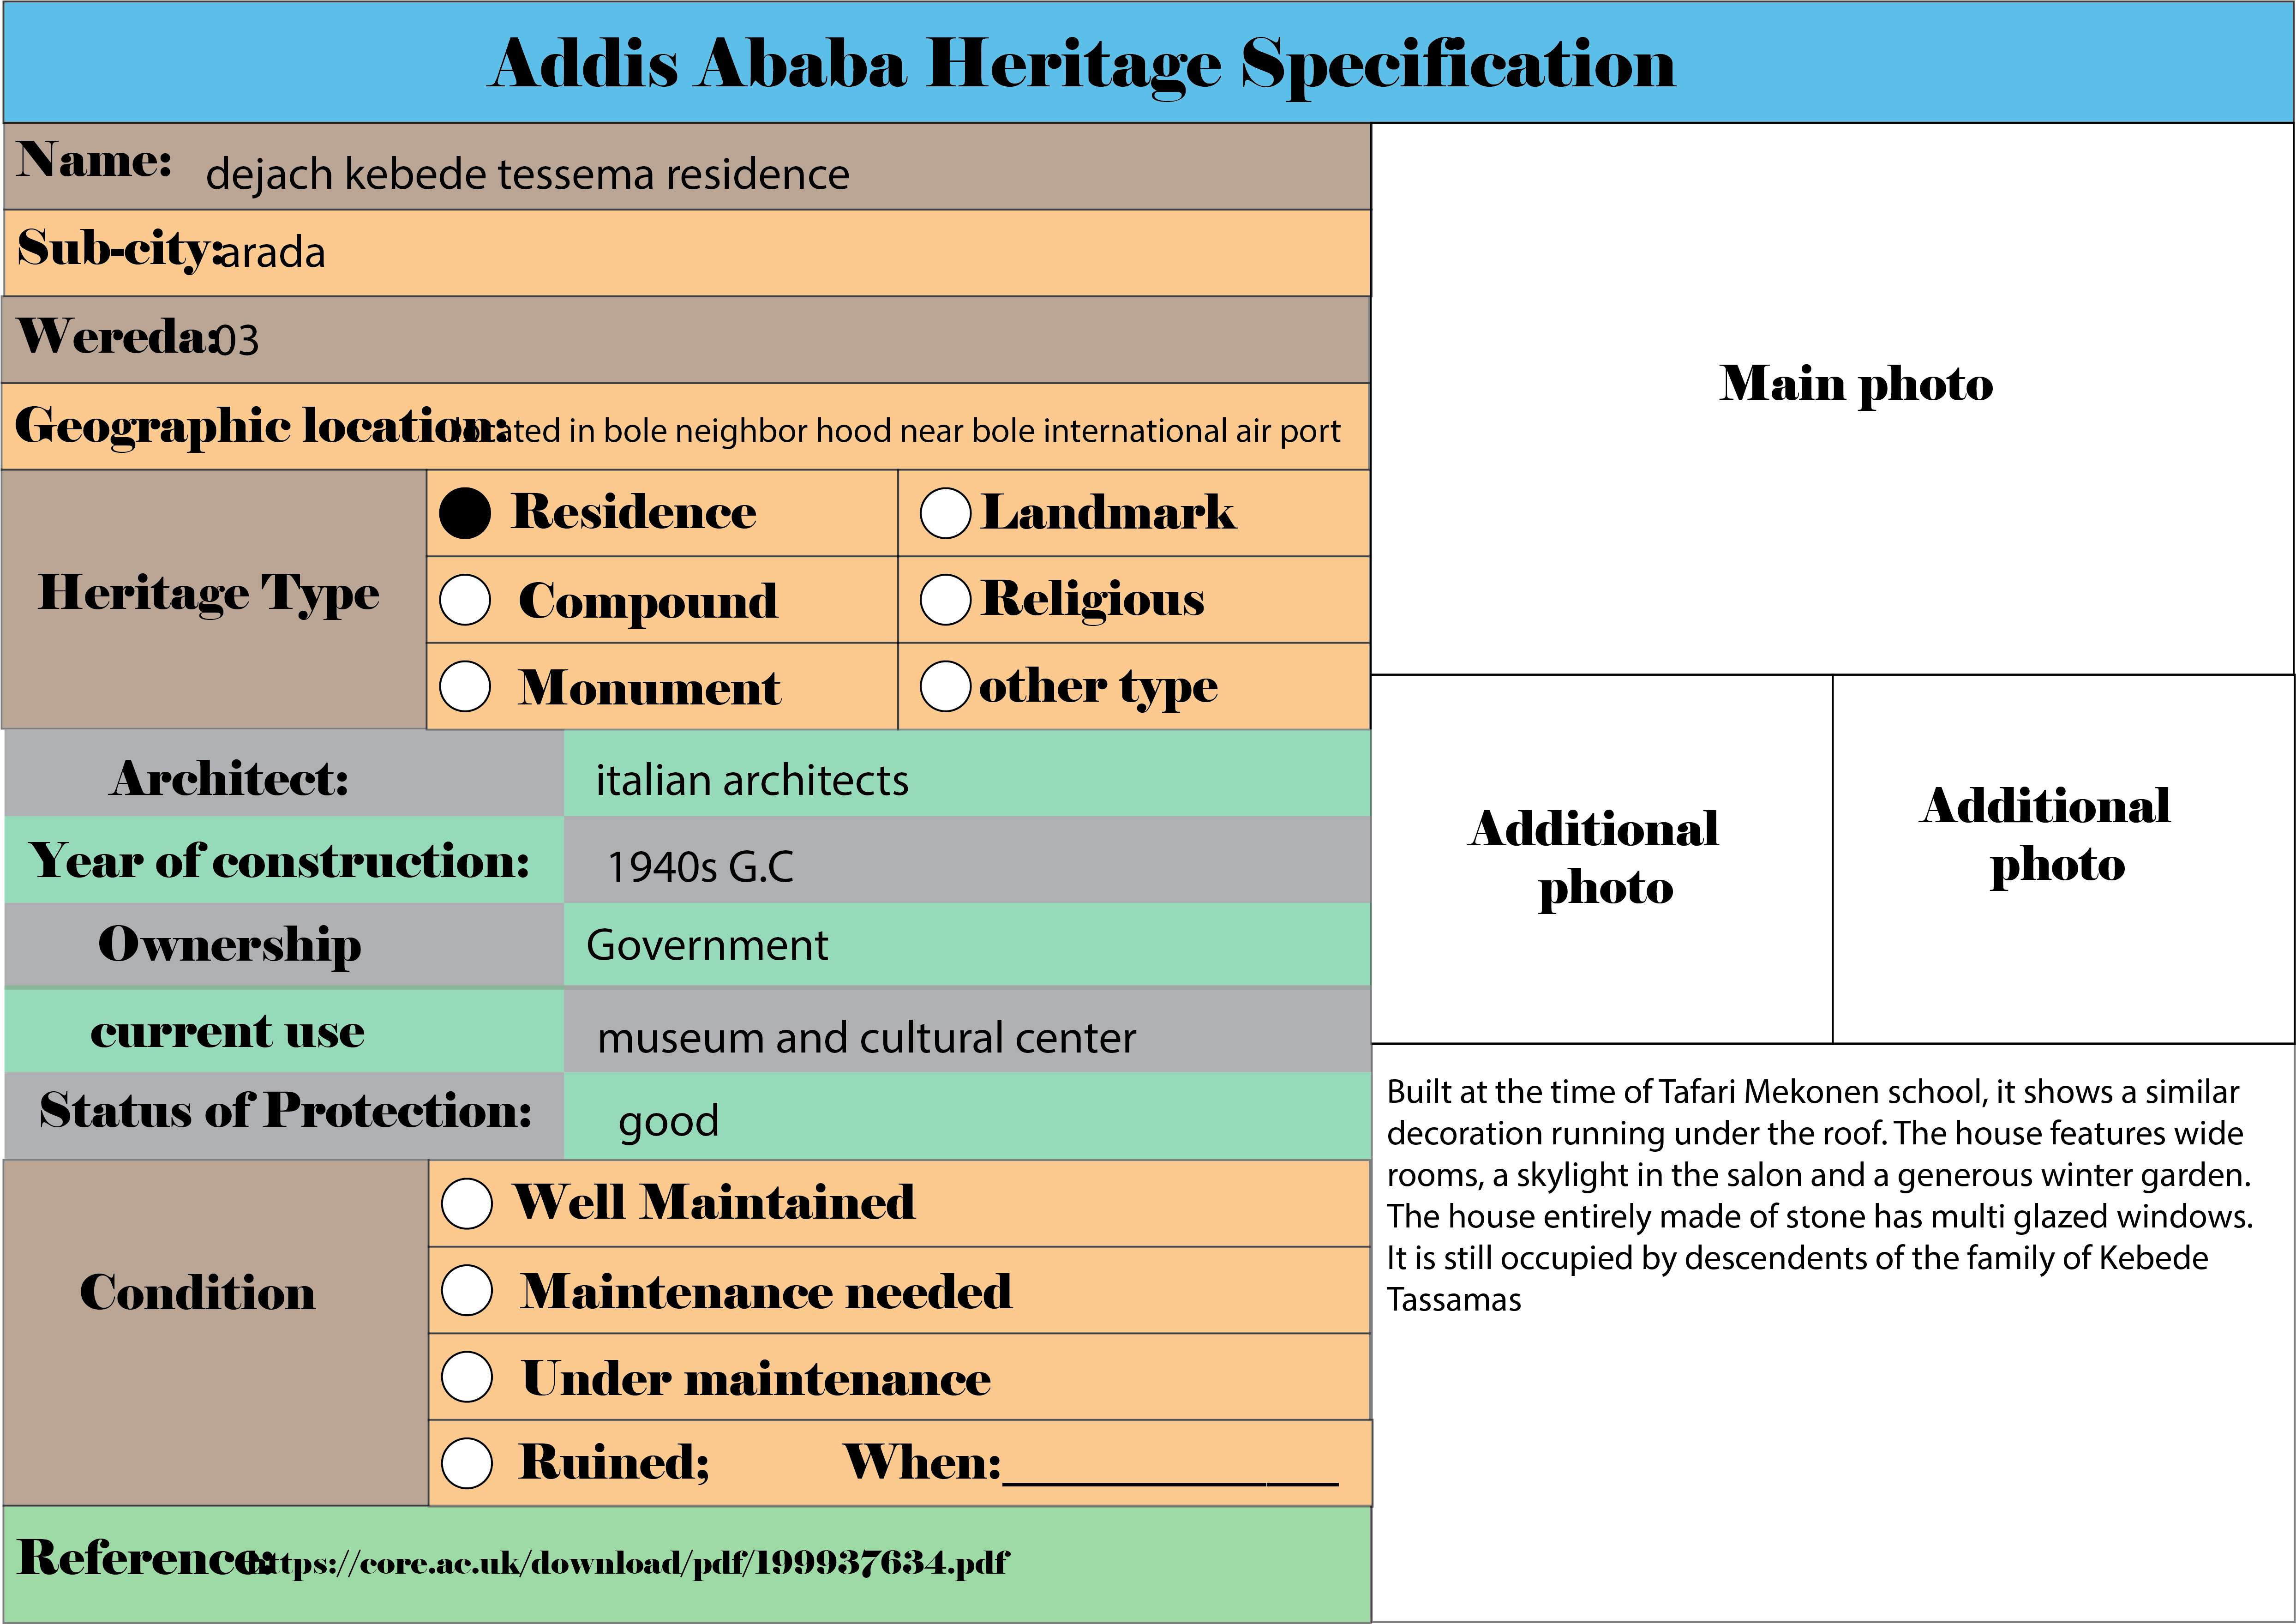 Addis Ababa Heritage Specification
Name: dejach kebede tessema residence
Sub-city: arada
Wereda: 03
Geographic location: located in bole neighbor hood near bole international air port
Heritage Type
Residence
Landmark
Compound
Religious
Monument
other type
Architect: italian architects
Year of construction: 1940s G.C
Ownership Government
current use museum and cultural center
Status of Protection: good
Condition
Well Maintained
Maintenance needed
Under maintenance
Ruined; When:
Reference: https://core.ac.uk/download/pdf/199937634.pdf
Main photo
Additional
photo
Additional
photo
Built at the time of Tafari Mekonen school, it shows a similar
decoration running under the roof. The house features wide
rooms, a skylight in the salon and a generous winter garden.
The house entirely made of stone has multi glazed windows.
It is still occupied by descendents of the family of Kebede
Tassamas